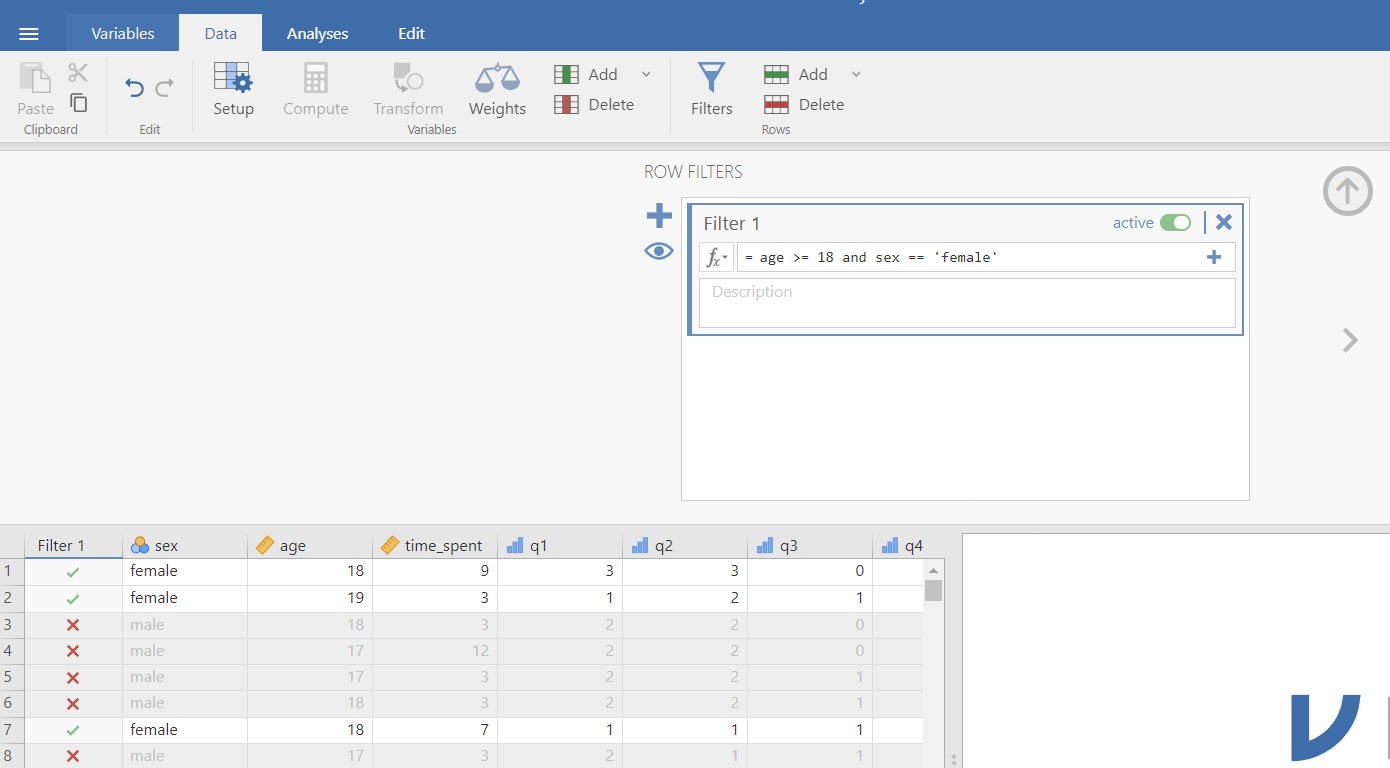 Variables Data Analyses Edit
Paste Setup Compute Transform Weights Add Delete Filters Add Delete
Clipboard Edit Variables Rows
ROW FILTERS
Filter 1 active
fx = age >= 18 and sex == 'female'
Description
Filter 1 sex age time_spent q1 q2 q3 q4
1 female 18 9 3 3 0
2 female 19 3 1 2 1
3 male 18 3 2 2 0
4 male 17 12 2 2 0
5 male 17 3 2 2 1
6 male 18 3 2 2 1
7 female 18 7 1 1 1
8 male 17 3 2 1 1